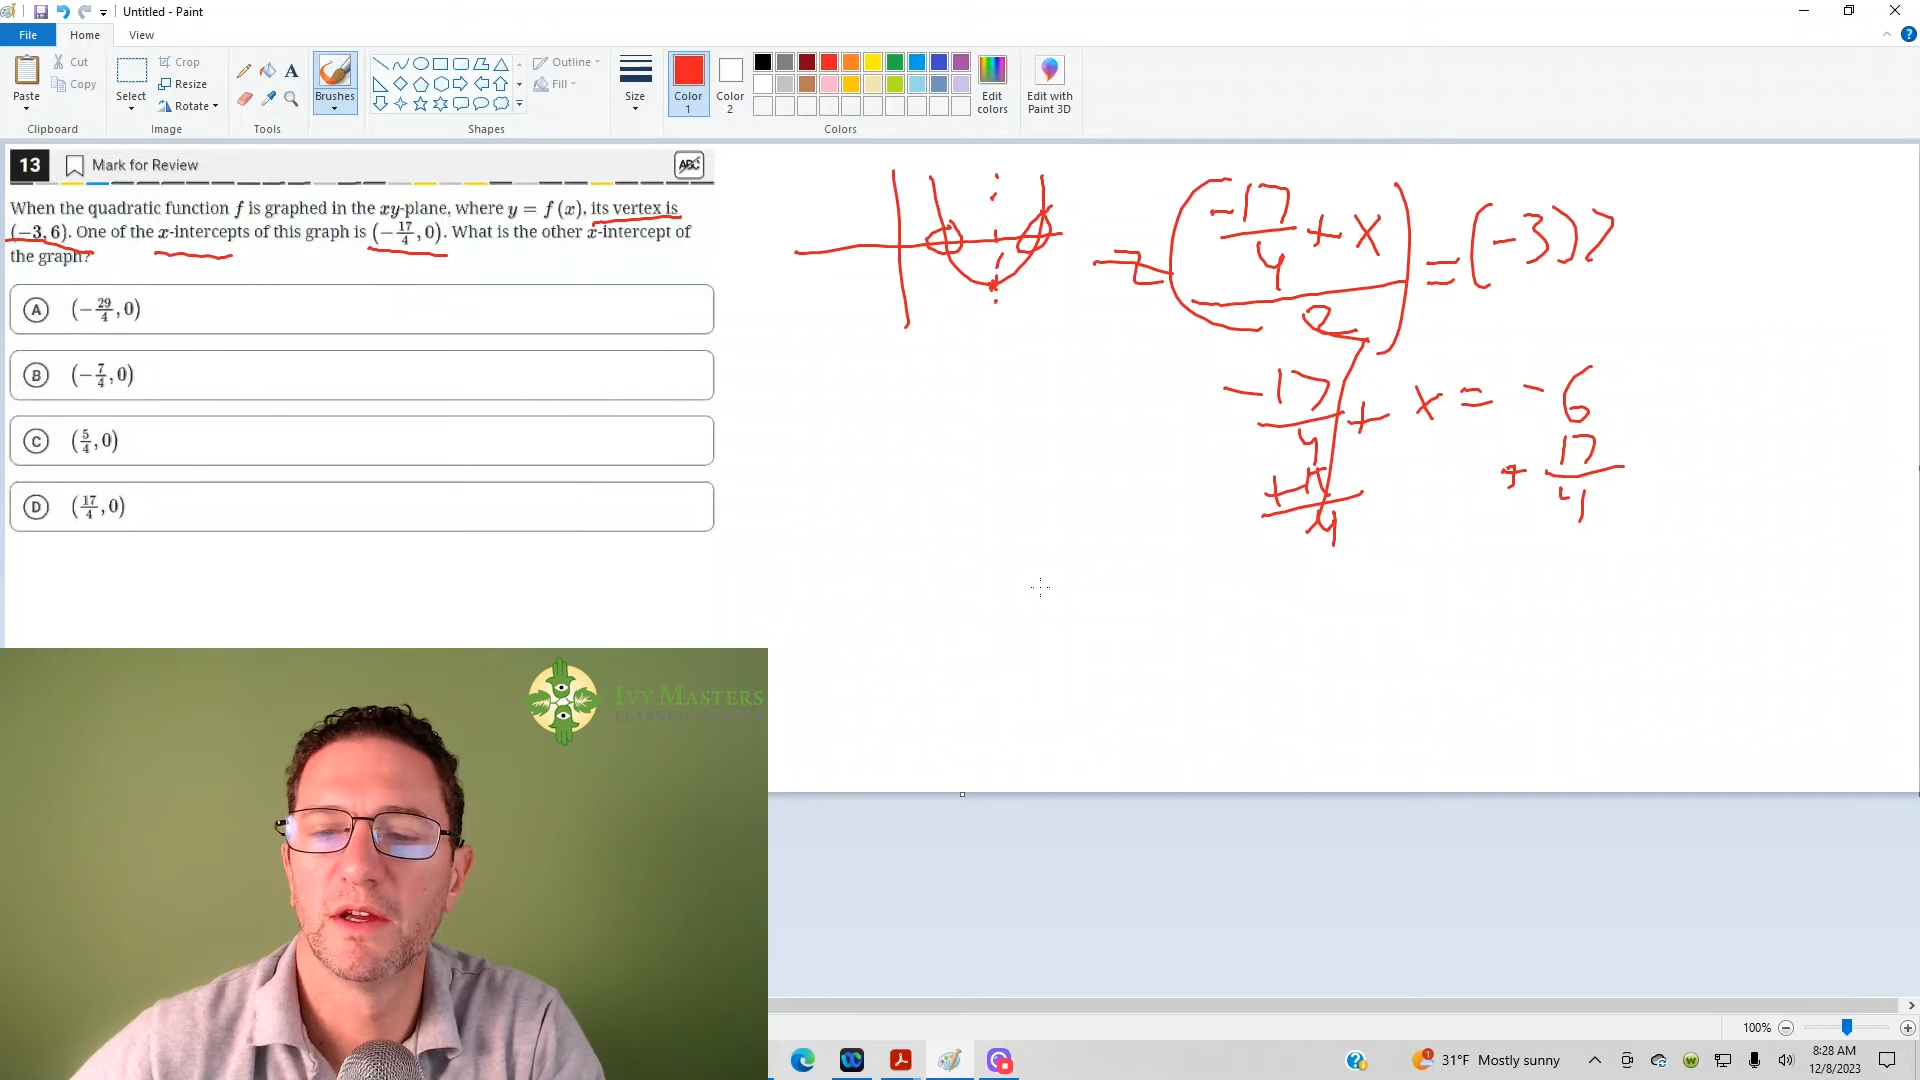 Untitled - Paint
File Home View
Paste Cut Copy Clipboard
Select Crop Resize Rotate Image
Tools
Brushes
Shapes
Outline Fill
Size
Color 1
Color 2
Edit colors
Colors
Edit with Paint 3D
13 Mark for Review ABC
When the quadratic function f is graphed in the xy-plane, where y = f(x), its vertex is
(−3, 6). One of the x-intercepts of this graph is (−17/4, 0). What is the other x-intercept of
the graph?
A (−29/4, 0)
B (−7/4, 0)
C (5/4, 0)
D (17/4, 0)
2 ((-17/4 + x)/2) = (-3)2
-17/4 + x = -6
+17/4 + 17/4
IVY MASTERS
LEARNING CENTER
100%
31°F Mostly sunny
8:28 AM
12/8/2023